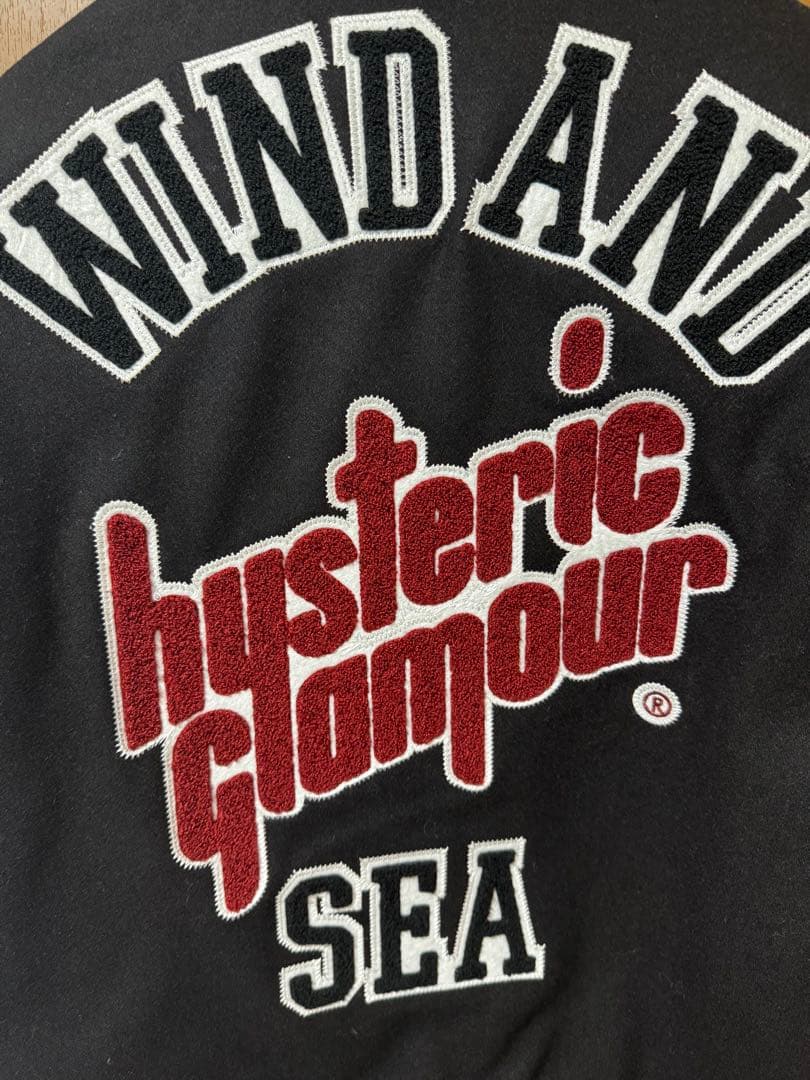 WIND AND
hysteric
glamour
®
SEA